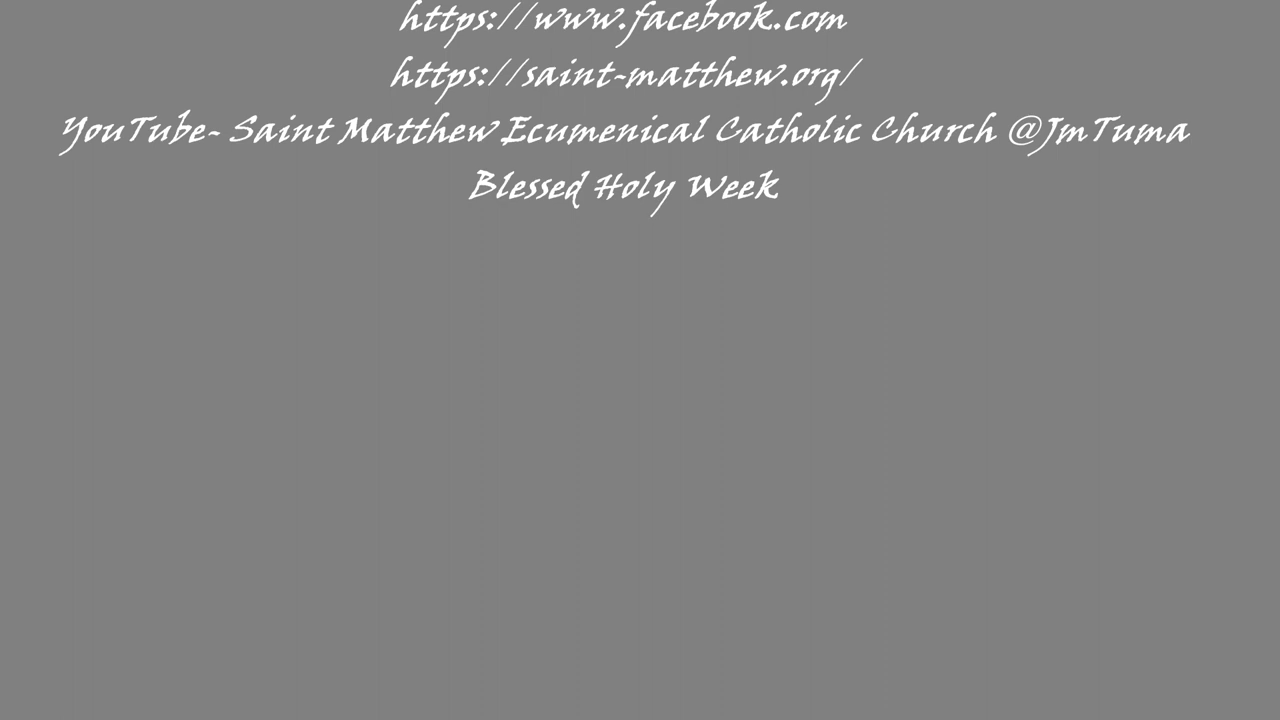 https://www.facebook.com
https://saint-matthew.org/
YouTube- Saint Matthew Ecumenical Catholic Church @JmTuma
Blessed Holy Week